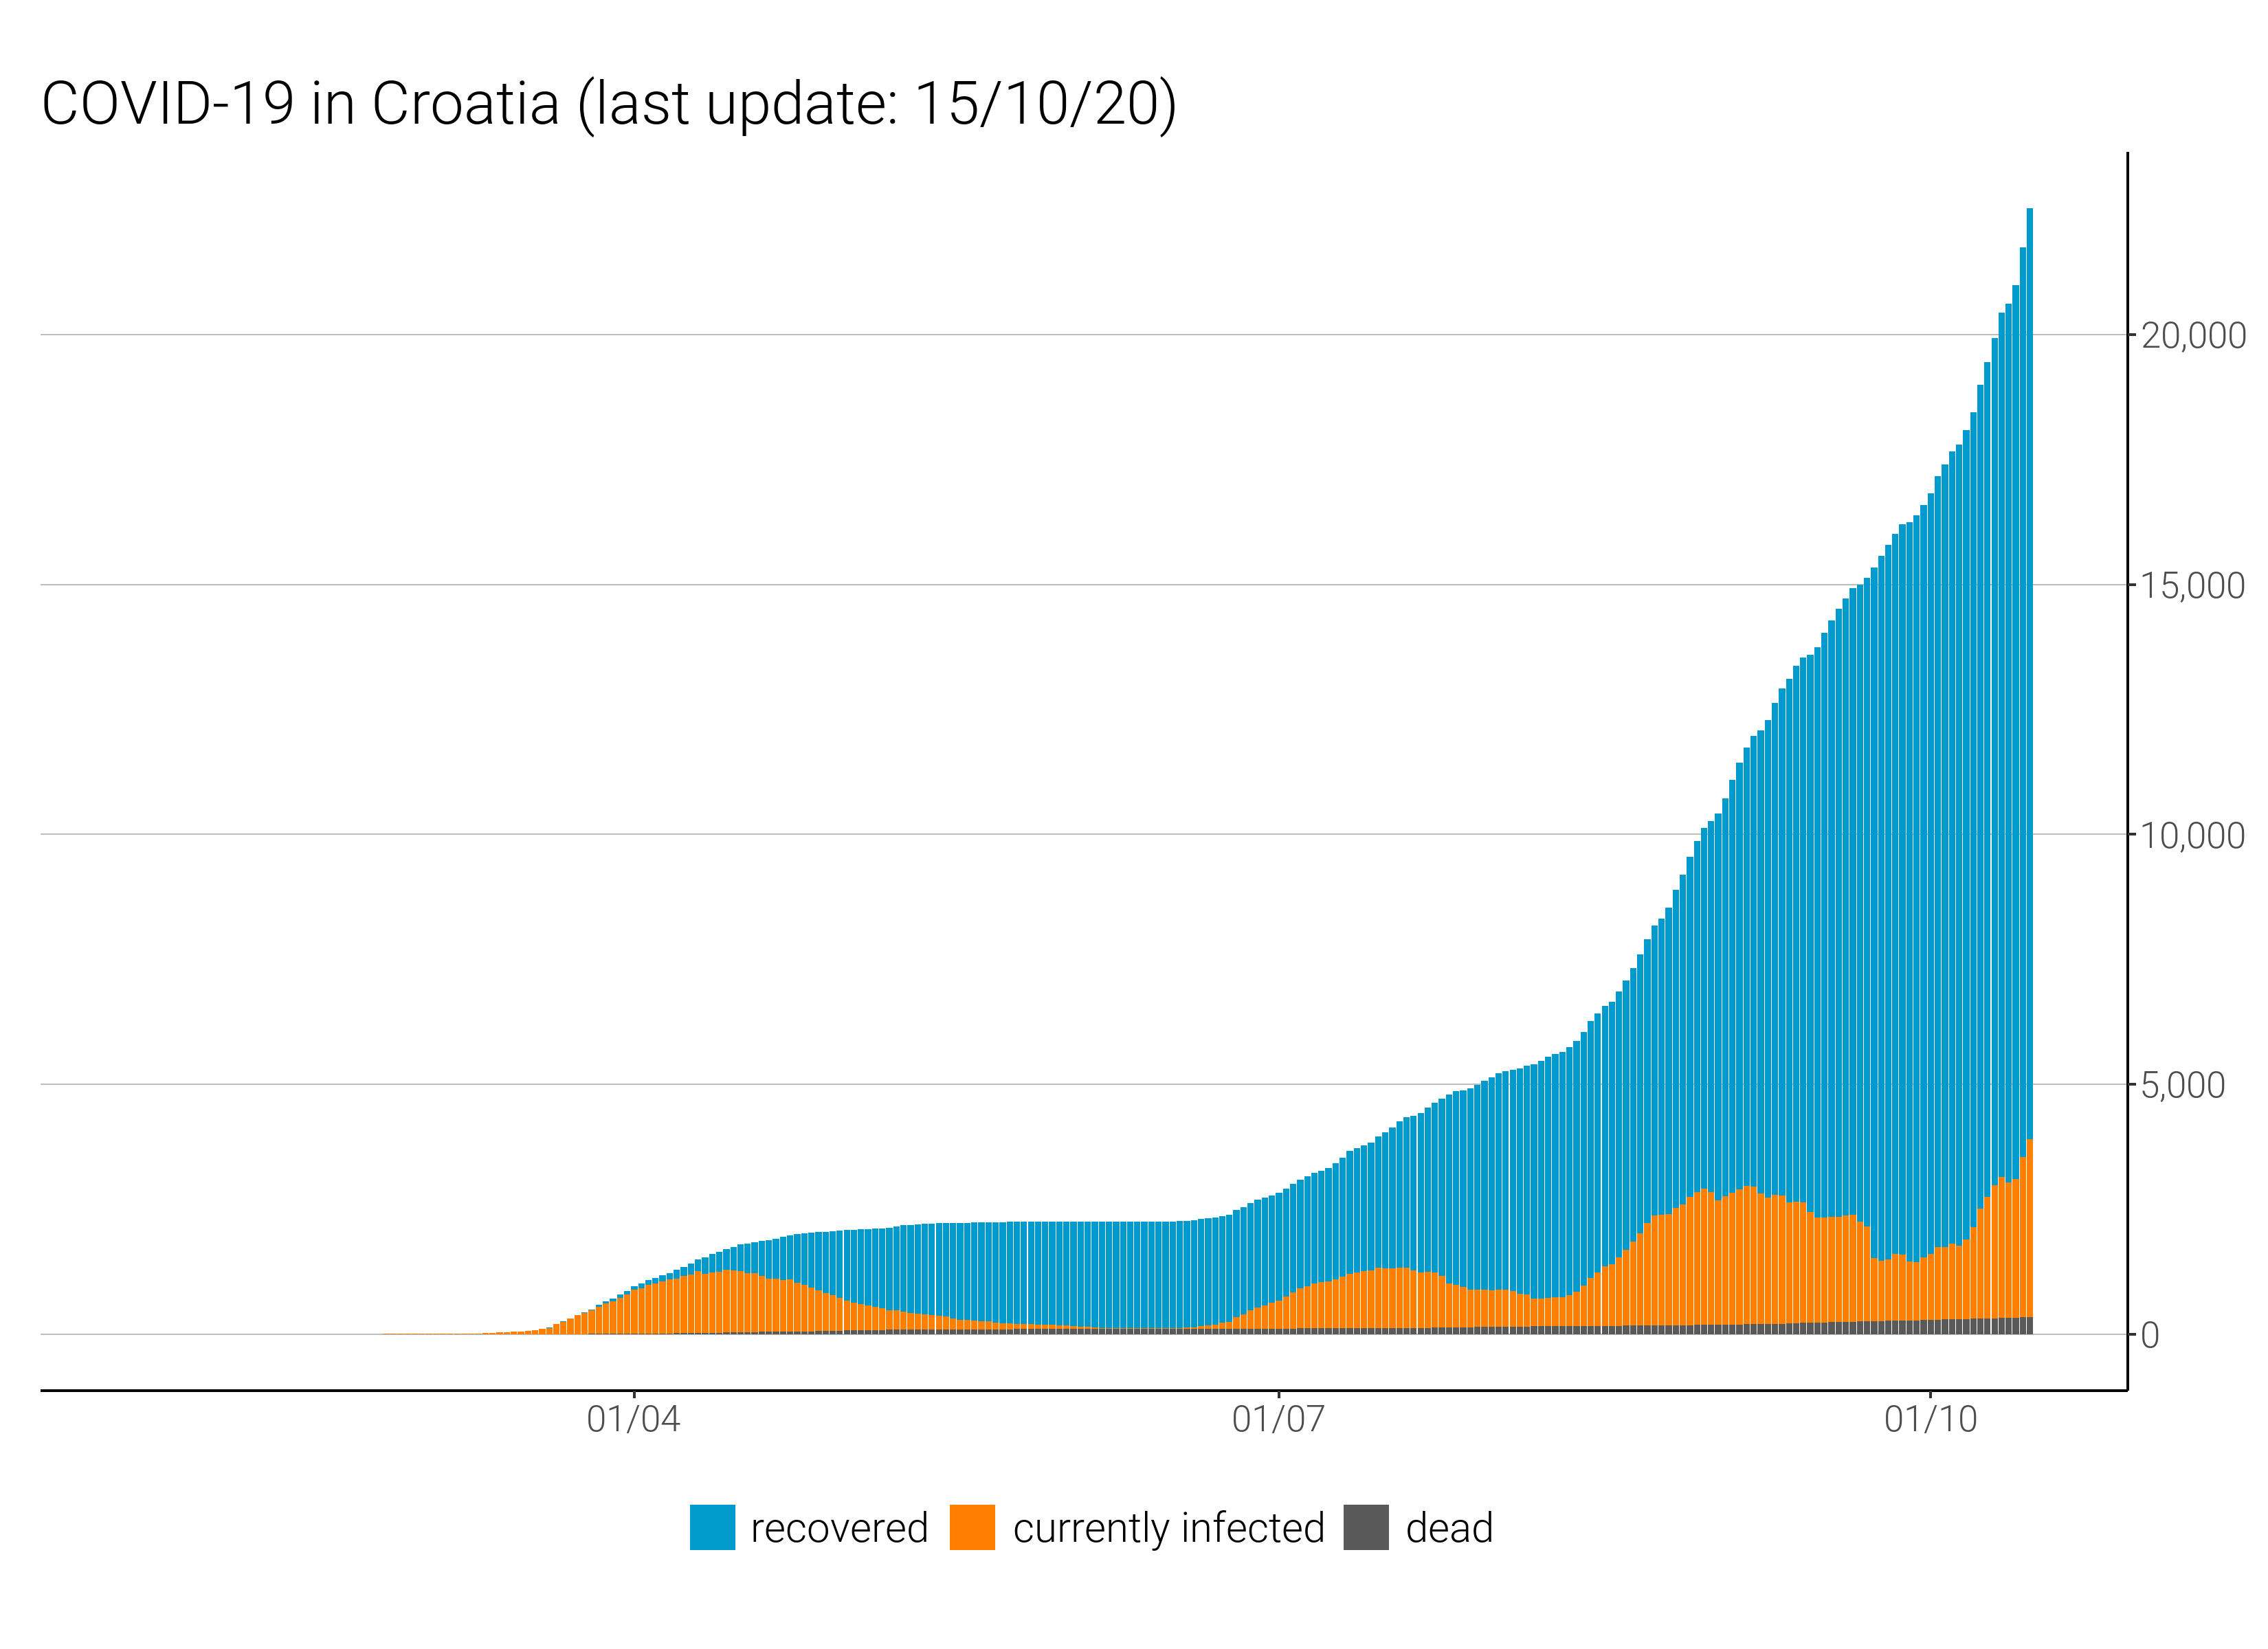 COVID-19 in Croatia (last update: 15/10/20)
20,000
15,000
10,000
5,000
0
01/04 01/07 01/10
recovered currently infected dead